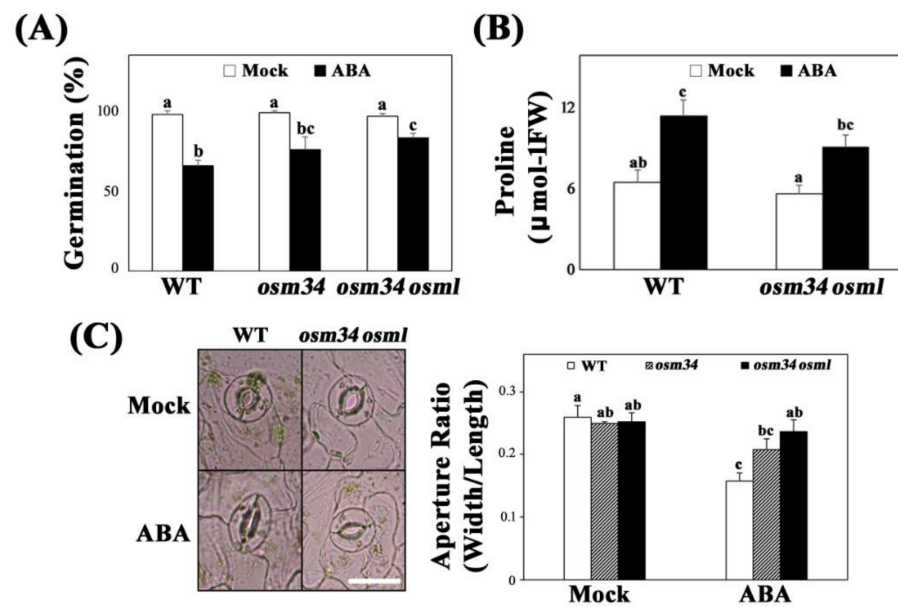 (A)
Germination (%)
Mock ABA
100
50
0
a
b
a
bc
a
c
WT osm34 osm34 osml
(B)
Proline
(μ mol-1FW)
Mock ABA
12
6
0
ab
c
a
bc
WT osm34 osml
(C)
WT osm34 osml
Mock
ABA
Aperture Ratio
(Width/Length)
WT osm34 osm34 osml
0.3
0.2
0.1
0
a ab ab
c bc ab
Mock ABA